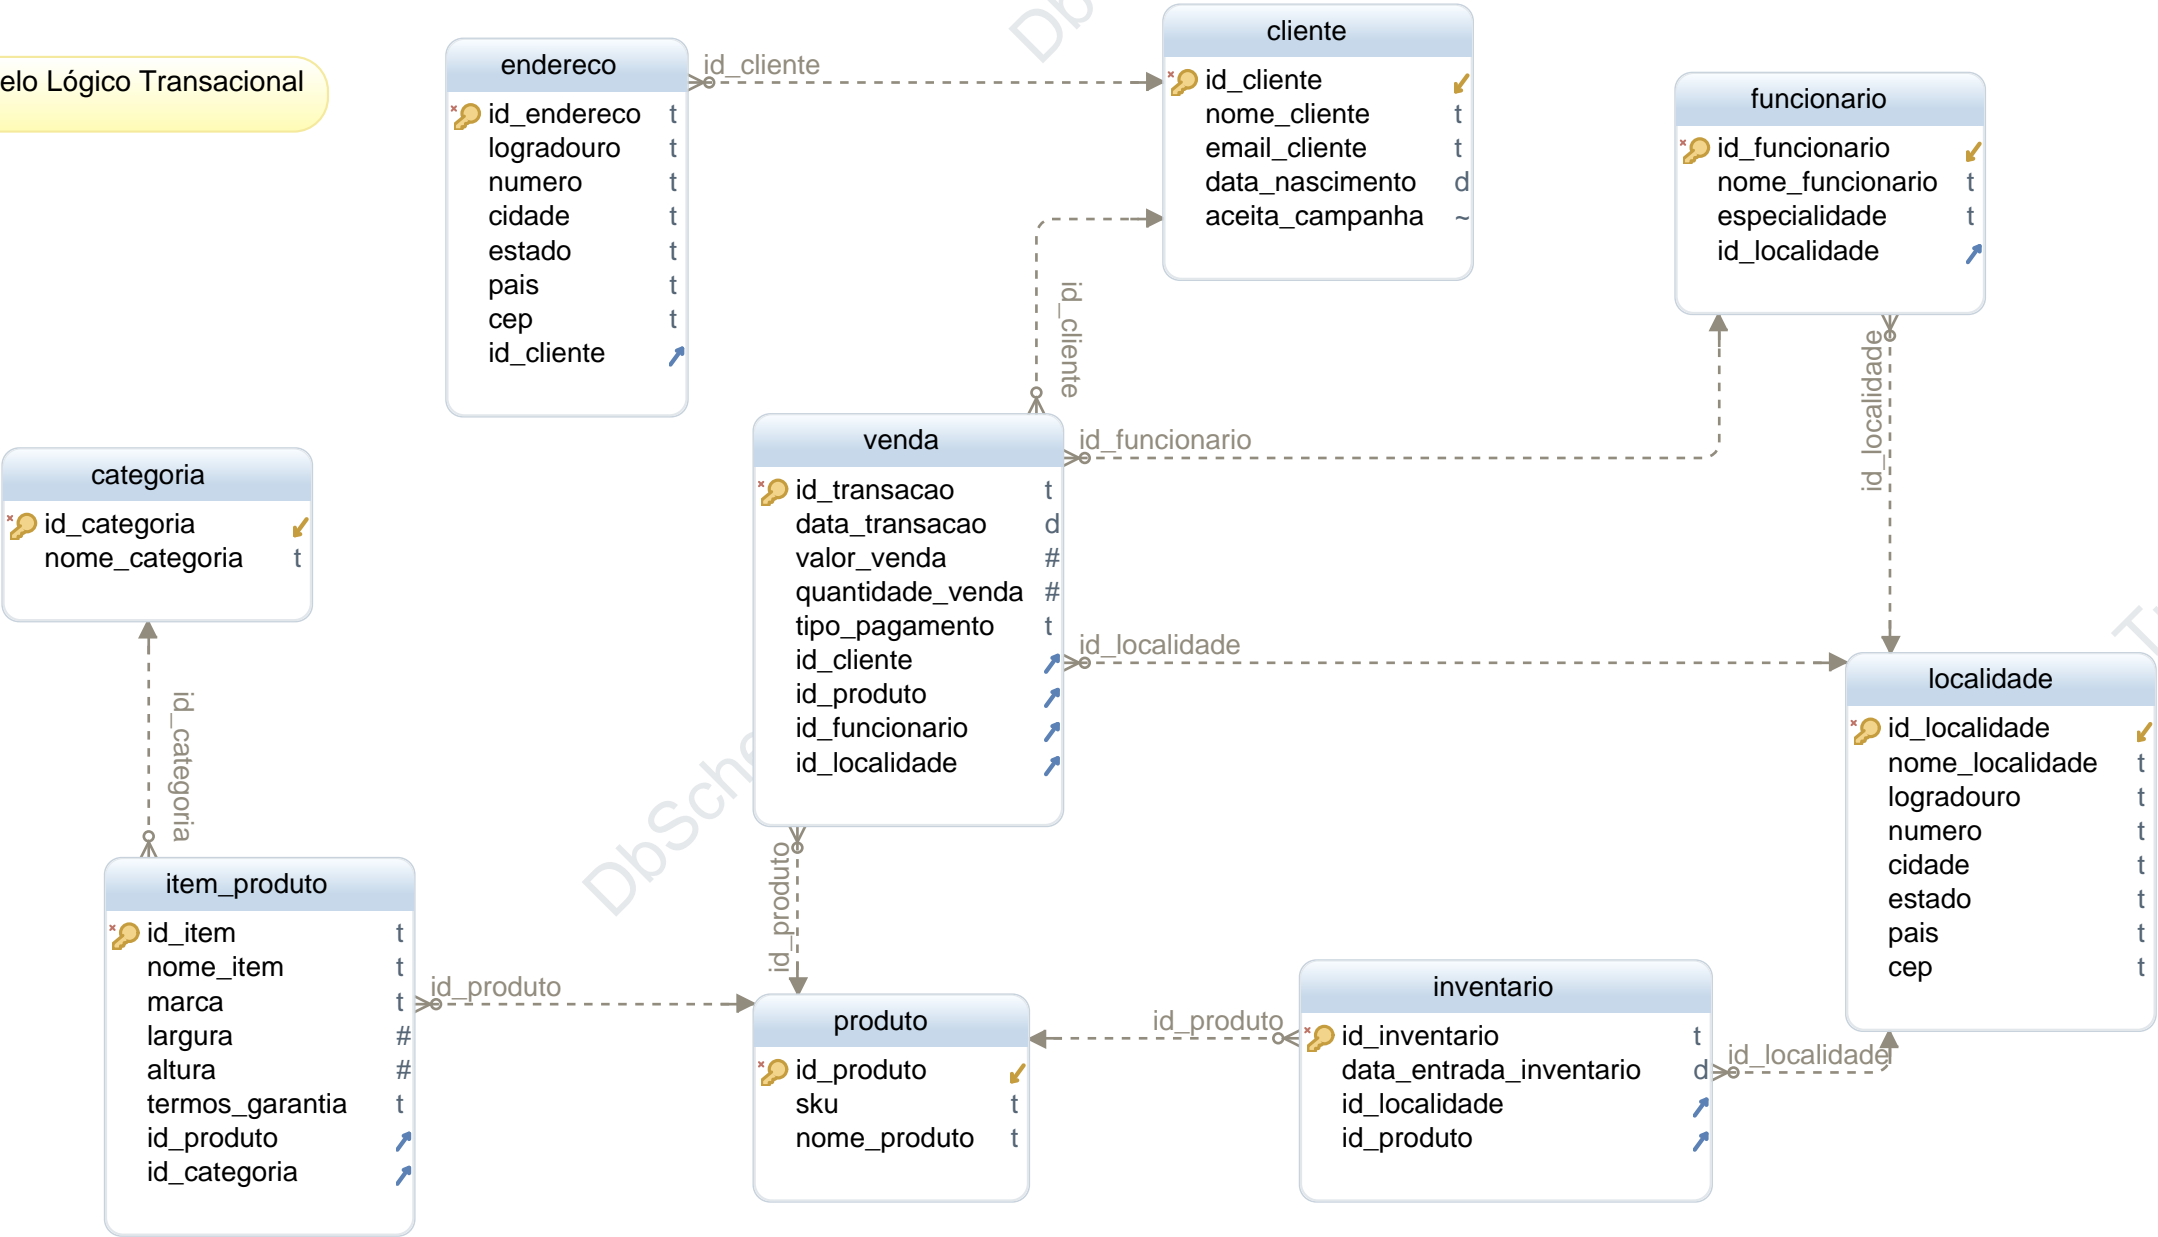 elo Lógico Transacional
endereco
id_endereco t
logradouro t
numero t
cidade t
estado t
pais t
cep t
id_cliente
id_cliente
cliente
id_cliente
nome_cliente t
email_cliente t
data_nascimento d
aceita_campanha ~
funcionario
id_funcionario
nome_funcionario t
especialidade t
id_localidade
id_cliente
id_localidade
categoria
id_categoria
nome_categoria t
venda
id_transacao t
data_transacao d
valor_venda #
quantidade_venda #
tipo_pagamento t
id_cliente
id_produto
id_funcionario
id_localidade
id_funcionario
id_localidade
id_categoria
localidade
id_localidade
nome_localidade t
logradouro t
numero t
cidade t
estado t
pais t
cep t
item_produto
id_item t
nome_item t
marca t
largura #
altura #
termos_garantia t
id_produto
id_categoria
id_produto
id_produto
produto
id_produto
sku t
nome_produto t
id_produto
inventario
id_inventario t
data_entrada_inventario d
id_localidade
id_produto
id_localidade
DbSche